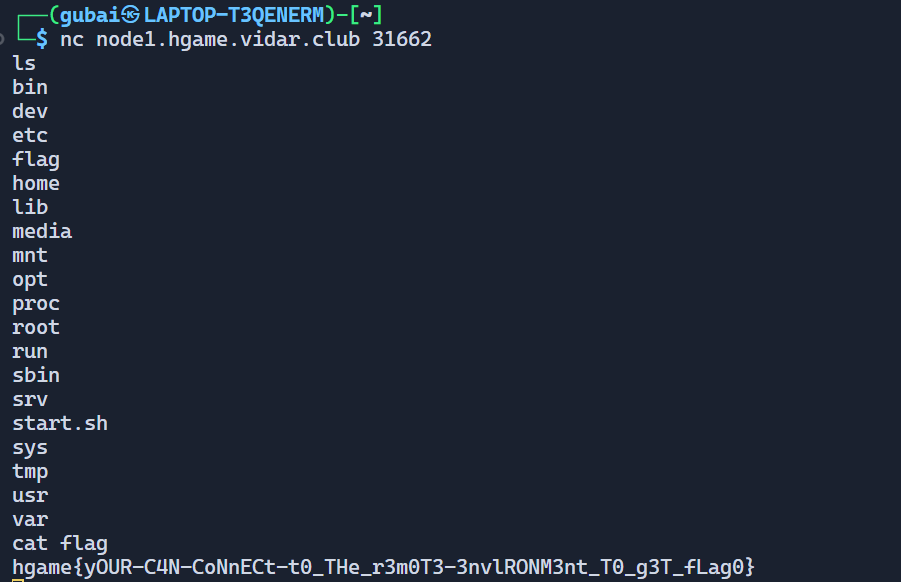 ┌──(gubai㉿LAPTOP-T3QENERM)-[~]
└─$ nc node1.hgame.vidar.club 31662
ls
bin
dev
etc
flag
home
lib
media
mnt
opt
proc
root
run
sbin
srv
start.sh
sys
tmp
usr
var
cat flag
hgame{yOUR-C4N-CoNnECt-t0_THe_r3m0T3-3nvlRONM3nt_T0_g3T_fLag0}